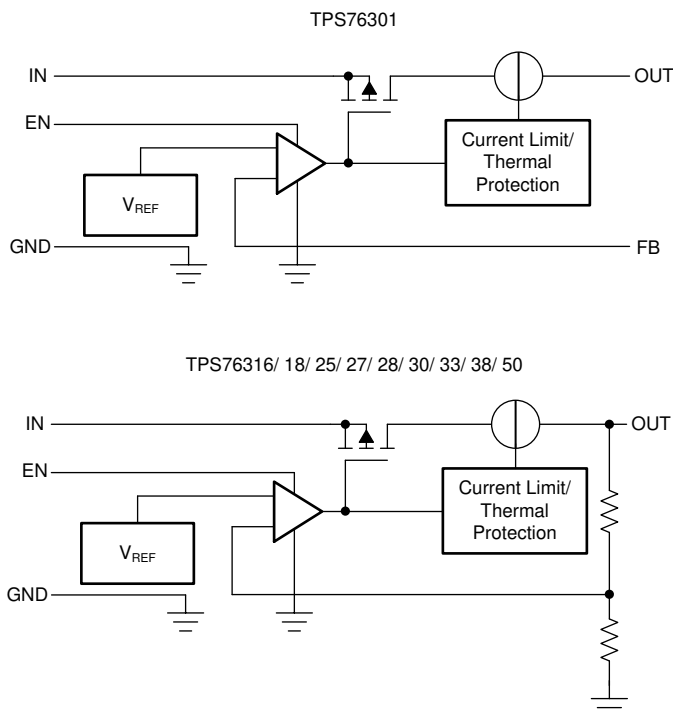 TPS76301
IN
OUT
EN
Current Limit/
Thermal
Protection
VREF
GND
FB
TPS76316/ 18/ 25/ 27/ 28/ 30/ 33/ 38/ 50
IN
OUT
EN
Current Limit/
Thermal
Protection
VREF
GND